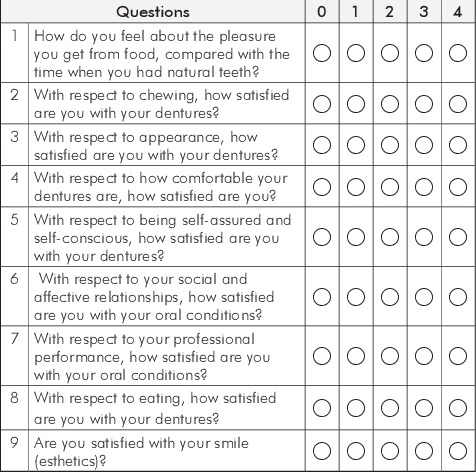 Questions 0 1 2 3 4
1 How do you feel about the pleasure
you get from food, compared with the
time when you had natural teeth?
2 With respect to chewing, how satisfied
are you with your dentures?
3 With respect to appearance, how
satisfied are you with your dentures?
4 With respect to how comfortable your
dentures are, how satisfied are you?
5 With respect to being self-assured and
self-conscious, how satisfied are you
with your dentures?
6 With respect to your social and
affective relationships, how satisfied
are you with your oral conditions?
7 With respect to your professional
performance, how satisfied are you
with your oral conditions?
8 With respect to eating, how satisfied
are you with your dentures?
9 Are you satisfied with your smile
(esthetics)?